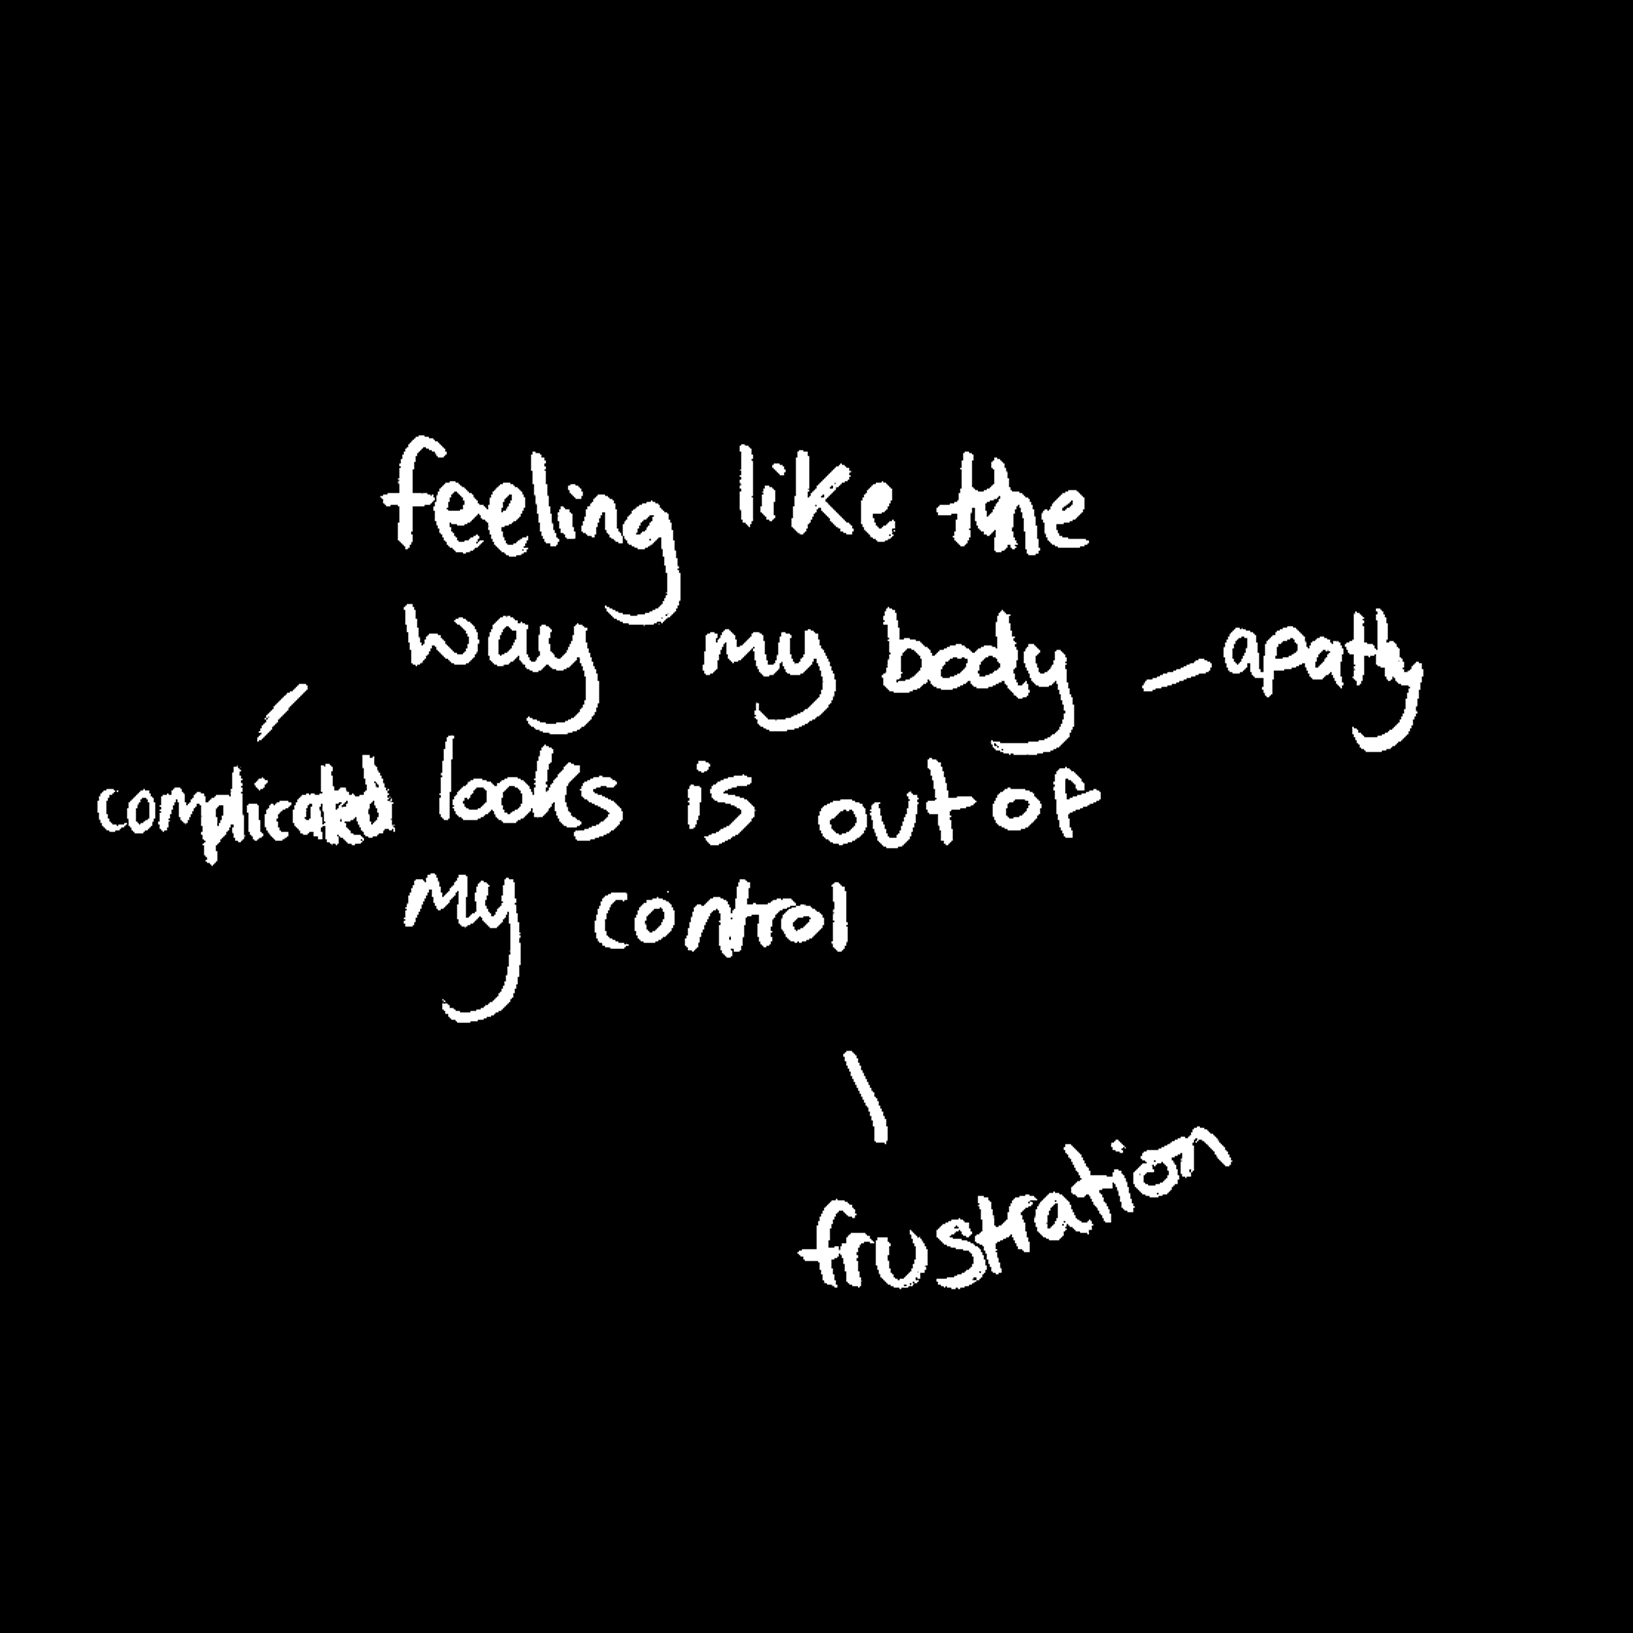 feeling like the
way my body
looks is out of
my control
apathy
complicated
frustration